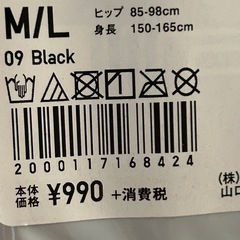 M/L
ヒップ 85-98cm
身長 150-165cm
09 Black
2000117168424
本体価格 ¥990 +消費税
(株)
山口